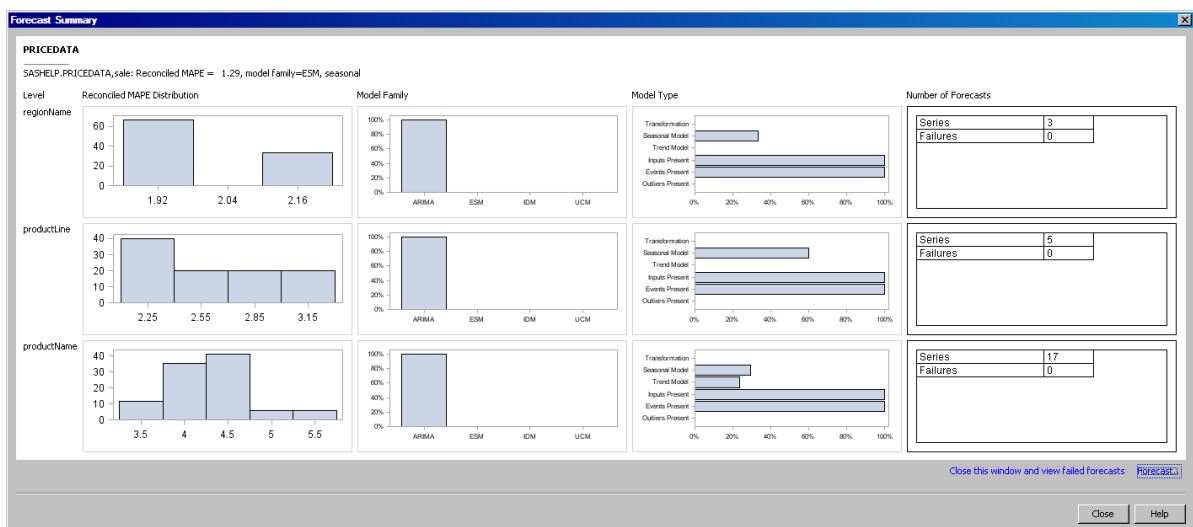 Forecast Summary
PRICEDATA
SASHELP.PRICEDATA,sale: Reconciled MAPE = 1.29, model family=ESM, seasonal
Level Reconciled MAPE Distribution Model Family Model Type Number of Forecasts
regionName
60
40
20
0
1.92 2.04 2.16
100%
80%
60%
40%
20%
0%
ARIMA ESM IDM UCM
Transformation
Seasonal Model
Trend Model
Inputs Present
Events Present
Outliers Present
0% 20% 40% 60% 80% 100%
Series 3
Failures 0
productLine
40
30
20
10
0
2.25 2.55 2.85 3.15
100%
80%
60%
40%
20%
0%
ARIMA ESM IDM UCM
Transformation
Seasonal Model
Trend Model
Inputs Present
Events Present
Outliers Present
0% 20% 40% 60% 80% 100%
Series 5
Failures 0
productName
40
30
20
10
0
3.5 4 4.5 5 5.5
100%
80%
60%
40%
20%
0%
ARIMA ESM IDM UCM
Transformation
Seasonal Model
Trend Model
Inputs Present
Events Present
Outliers Present
0% 20% 40% 60% 80% 100%
Series 17
Failures 0
Close this window and view failed forecasts Forecast...
Close Help